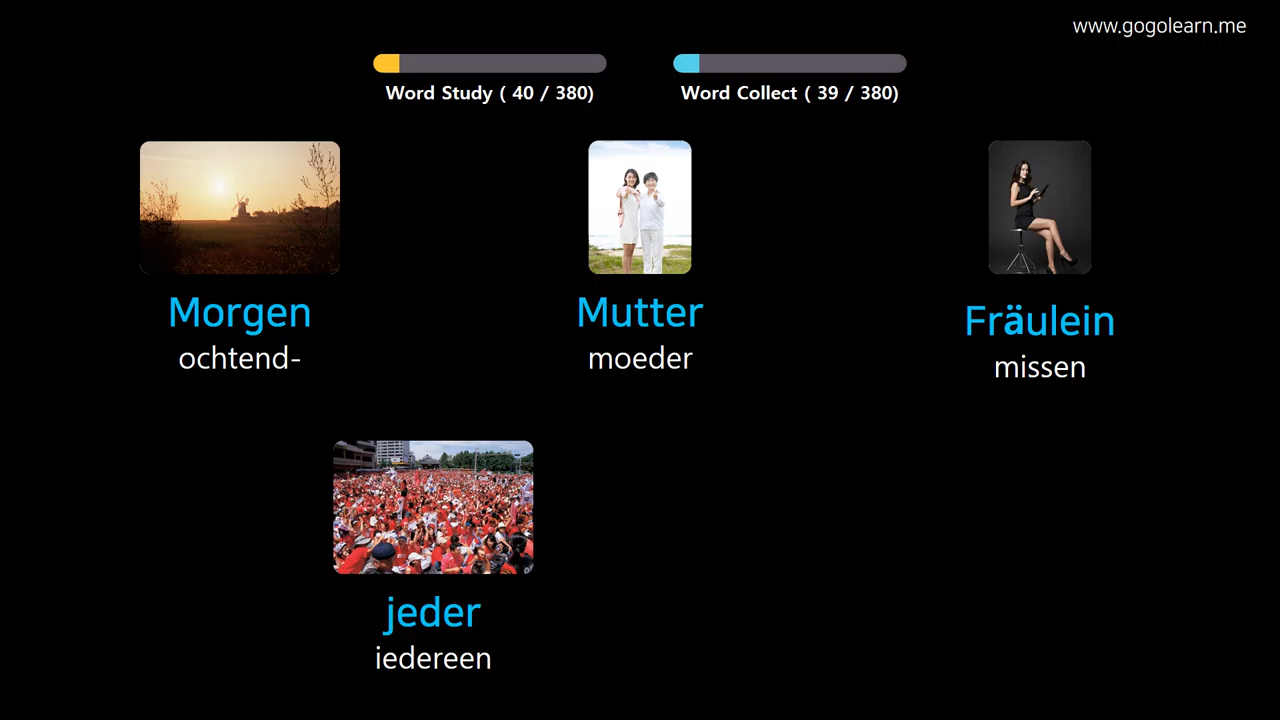 www.gogolearn.me
Word Study ( 40 / 380)
Word Collect ( 39 / 380)
Morgen
ochtend-
Mutter
moeder
Fräulein
missen
jeder
iedereen